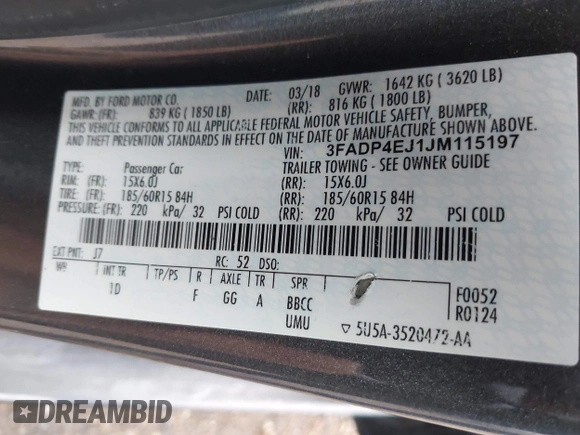 MFD. BY FORD MOTOR CO.
DATE: 03/18 GVWR: 1642 KG ( 3620 LB)
GAWR: (FR): 839 KG ( 1850 LB) (RR): 816 KG ( 1800 LB)
THIS VEHICLE CONFORMS TO ALL APPLICABLE FEDERAL MOTOR VEHICLE SAFETY, BUMPER,
AND THEFT PREVENTION STANDARDS IN EFFECT ON THE DATE OF MANUFACTURE SHOWN ABOVE.
VIN: 3FADP4EJ1JM115197
TYPE: Passenger Car TRAILER TOWING - SEE OWNER GUIDE
RIM: (FR): 15X6.0J (RR): 15X6.0J
TIRE: (FR): 185/60R15 84H (RR): 185/60R15 84H
PRESSURE: (FR): 220 kPa/ 32 PSI COLD (RR): 220 kPa/ 32 PSI COLD
EXT PNT: J7 RC: 52 DSO:
WB INT TR TP/PS R AXLE TR SPR
1D F GG A BBCC F0052
UMU R0124
▽ 5U5A-3520472-AA
DREAMBID